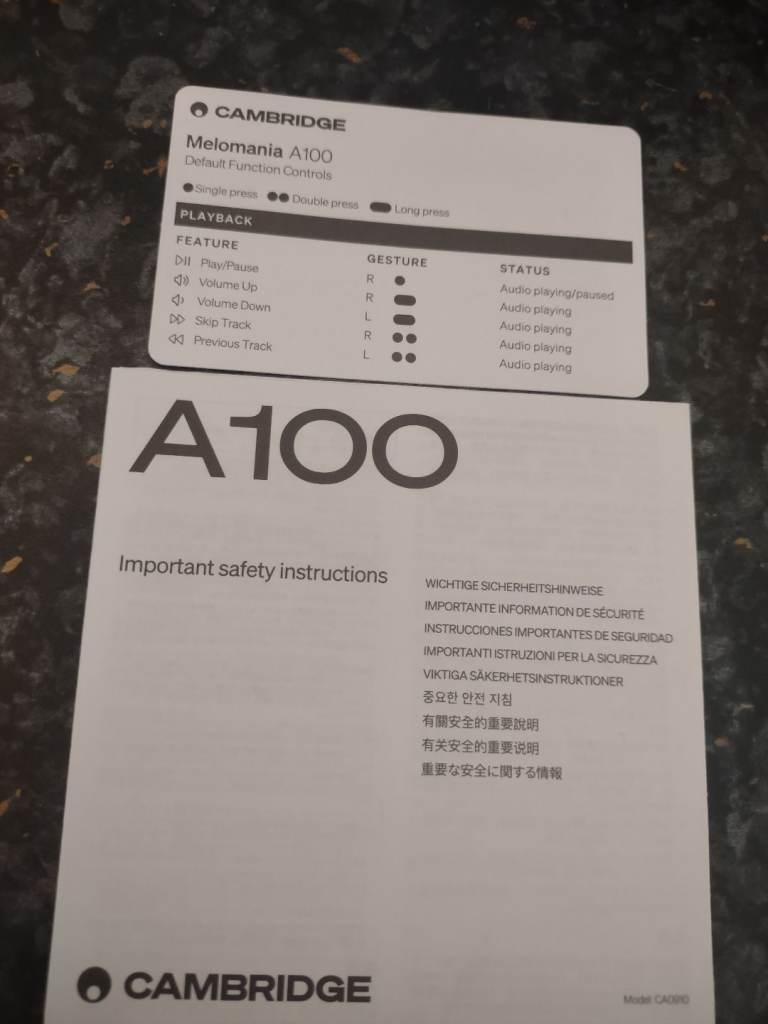 CAMBRIDGE
Melomania A100
Default Function Controls
Single press Double press Long press
PLAYBACK
FEATURE GESTURE STATUS
Play/Pause R Audio playing/paused
Volume Up R Audio playing
Volume Down L Audio playing
Skip Track R Audio playing
Previous Track L Audio playing
A100
Important safety instructions
WICHTIGE SICHERHEITSHINWEISE
IMPORTANTE INFORMATION DE SÉCURITÉ
INSTRUCCIONES IMPORTANTES DE SEGURIDAD
IMPORTANTI ISTRUZIONI PER LA SICUREZZA
VIKTIGA SÄKERHETSINSTRUKTIONER
중요한 안전 지침
有關安全的重要說明
有关安全的重要说明
重要な安全に関する情報
CAMBRIDGE
Model: CA0910